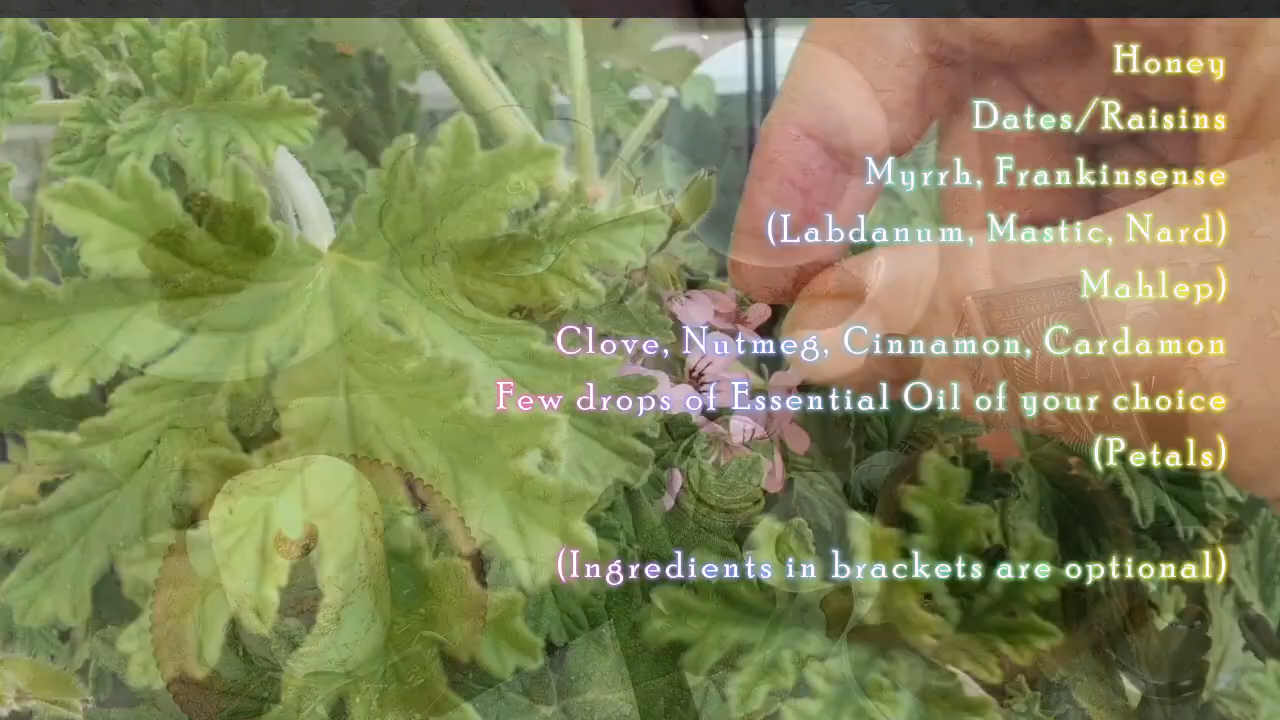 Honey
Dates/Raisins
Myrrh, Frankinsense
(Labdanum, Mastic, Nard)
Mahlep)
Clove, Nutmeg, Cinnamon, Cardamon
Few drops of Essential Oil of your choice
(Petals)
(Ingredients in brackets are optional)